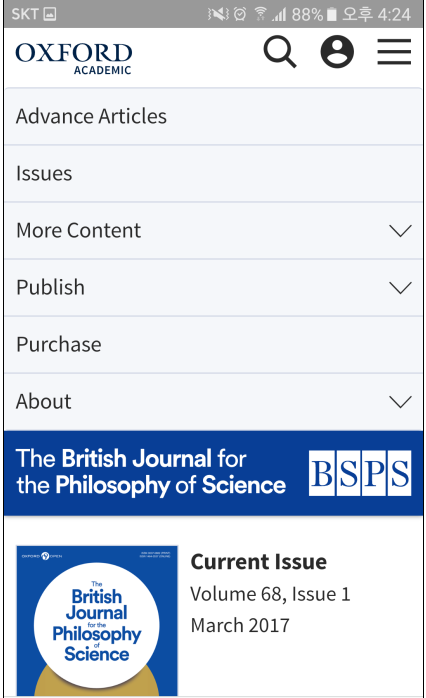 SKT 88% 오후 4:24
OXFORD
ACADEMIC
Advance Articles
Issues
More Content
Publish
Purchase
About
The British Journal for
the Philosophy of Science
BSPS
OXFORD OPEN
The
British
Journal
for the
Philosophy
of
Science
Current Issue
Volume 68, Issue 1
March 2017